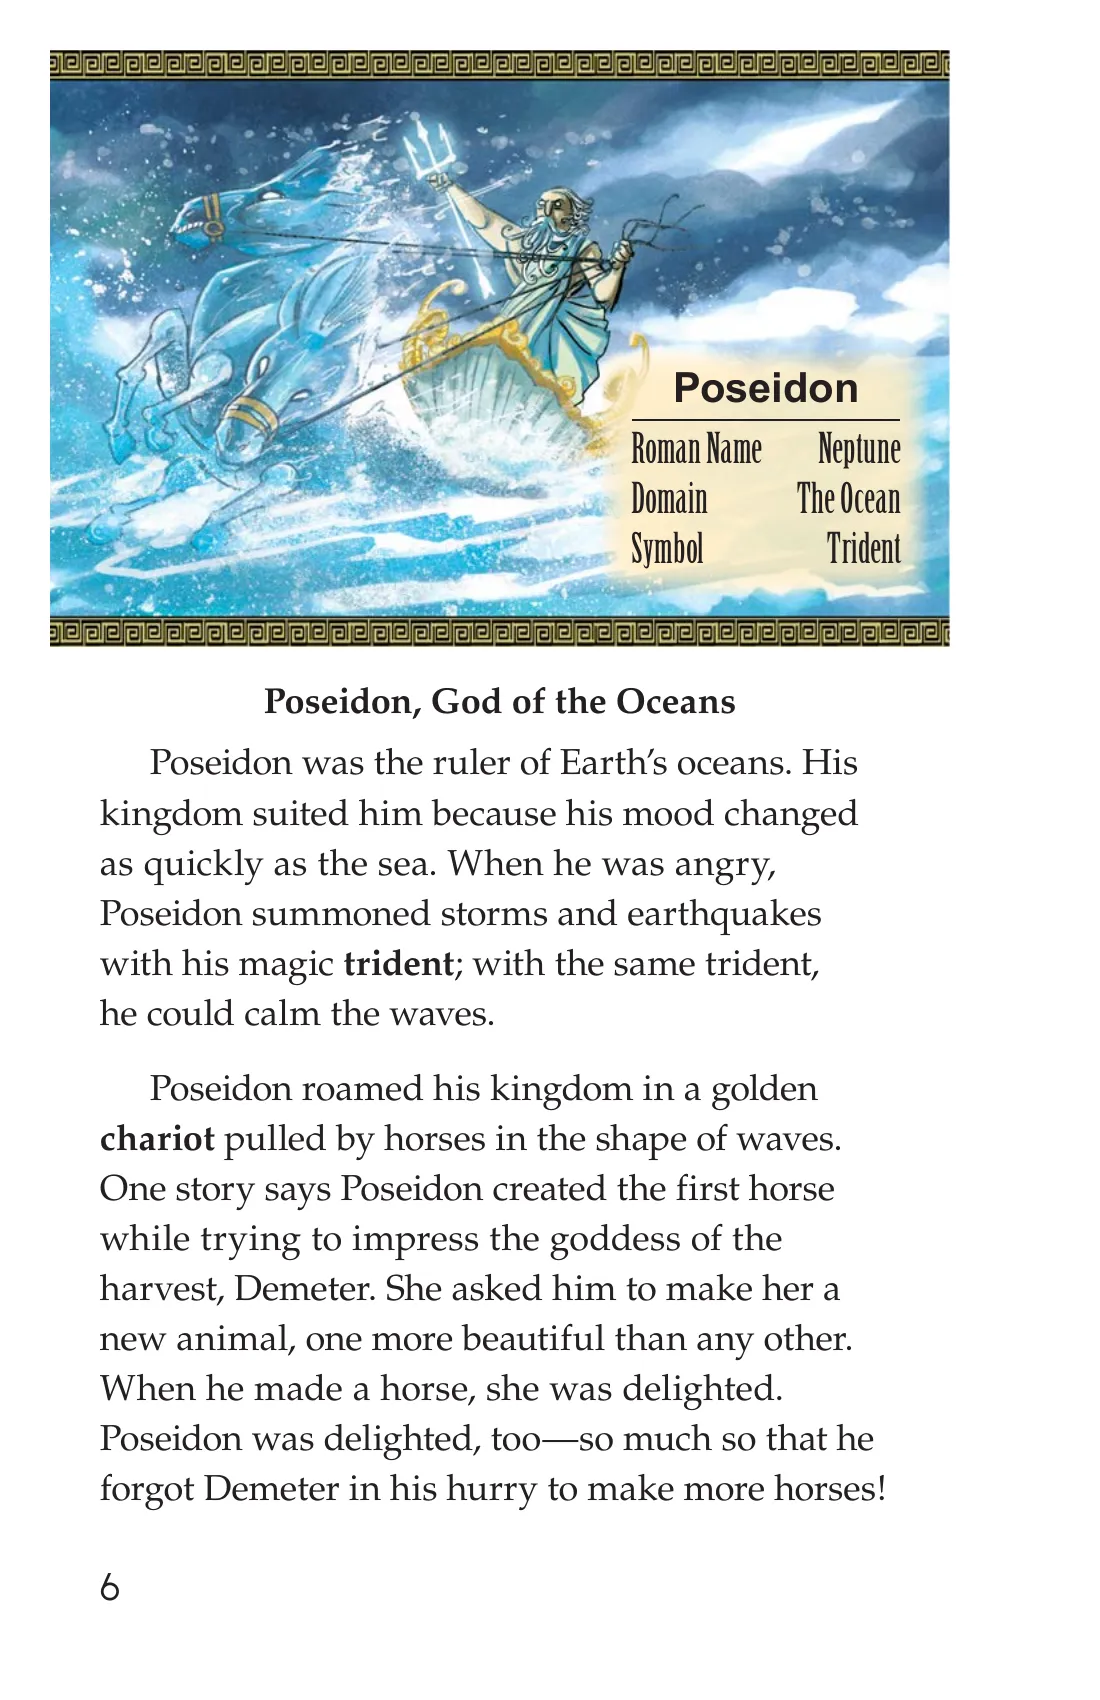 Poseidon
Roman Name Neptune
Domain The Ocean
Symbol Trident
Poseidon, God of the Oceans
Poseidon was the ruler of Earth’s oceans. His
kingdom suited him because his mood changed
as quickly as the sea. When he was angry,
Poseidon summoned storms and earthquakes
with his magic trident; with the same trident,
he could calm the waves.
Poseidon roamed his kingdom in a golden
chariot pulled by horses in the shape of waves.
One story says Poseidon created the first horse
while trying to impress the goddess of the
harvest, Demeter. She asked him to make her a
new animal, one more beautiful than any other.
When he made a horse, she was delighted.
Poseidon was delighted, too—so much so that he
forgot Demeter in his hurry to make more horses!
6